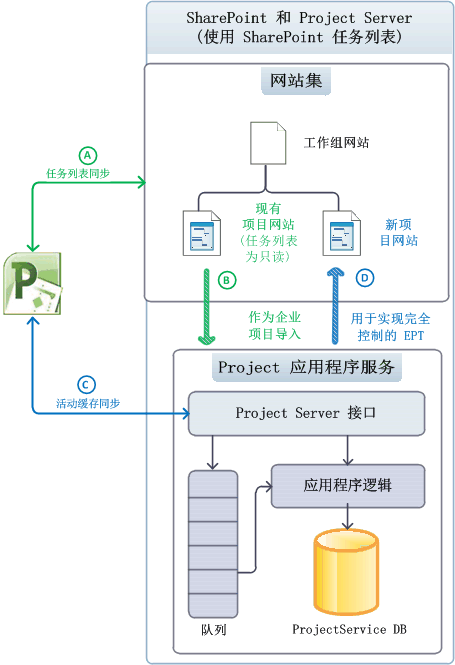 SharePoint 和 Project Server
(使用 SharePoint 任务列表)
网站集
工作组网站
A
任务列表同步
现有
项目网站
(任务列表
为只读)
新项
目网站
P
B
D
作为企业
项目导入
用于实现完全
控制的 EPT
Project 应用程序服务
C
活动缓存同步
Project Server 接口
应用程序逻辑
队列
ProjectService DB